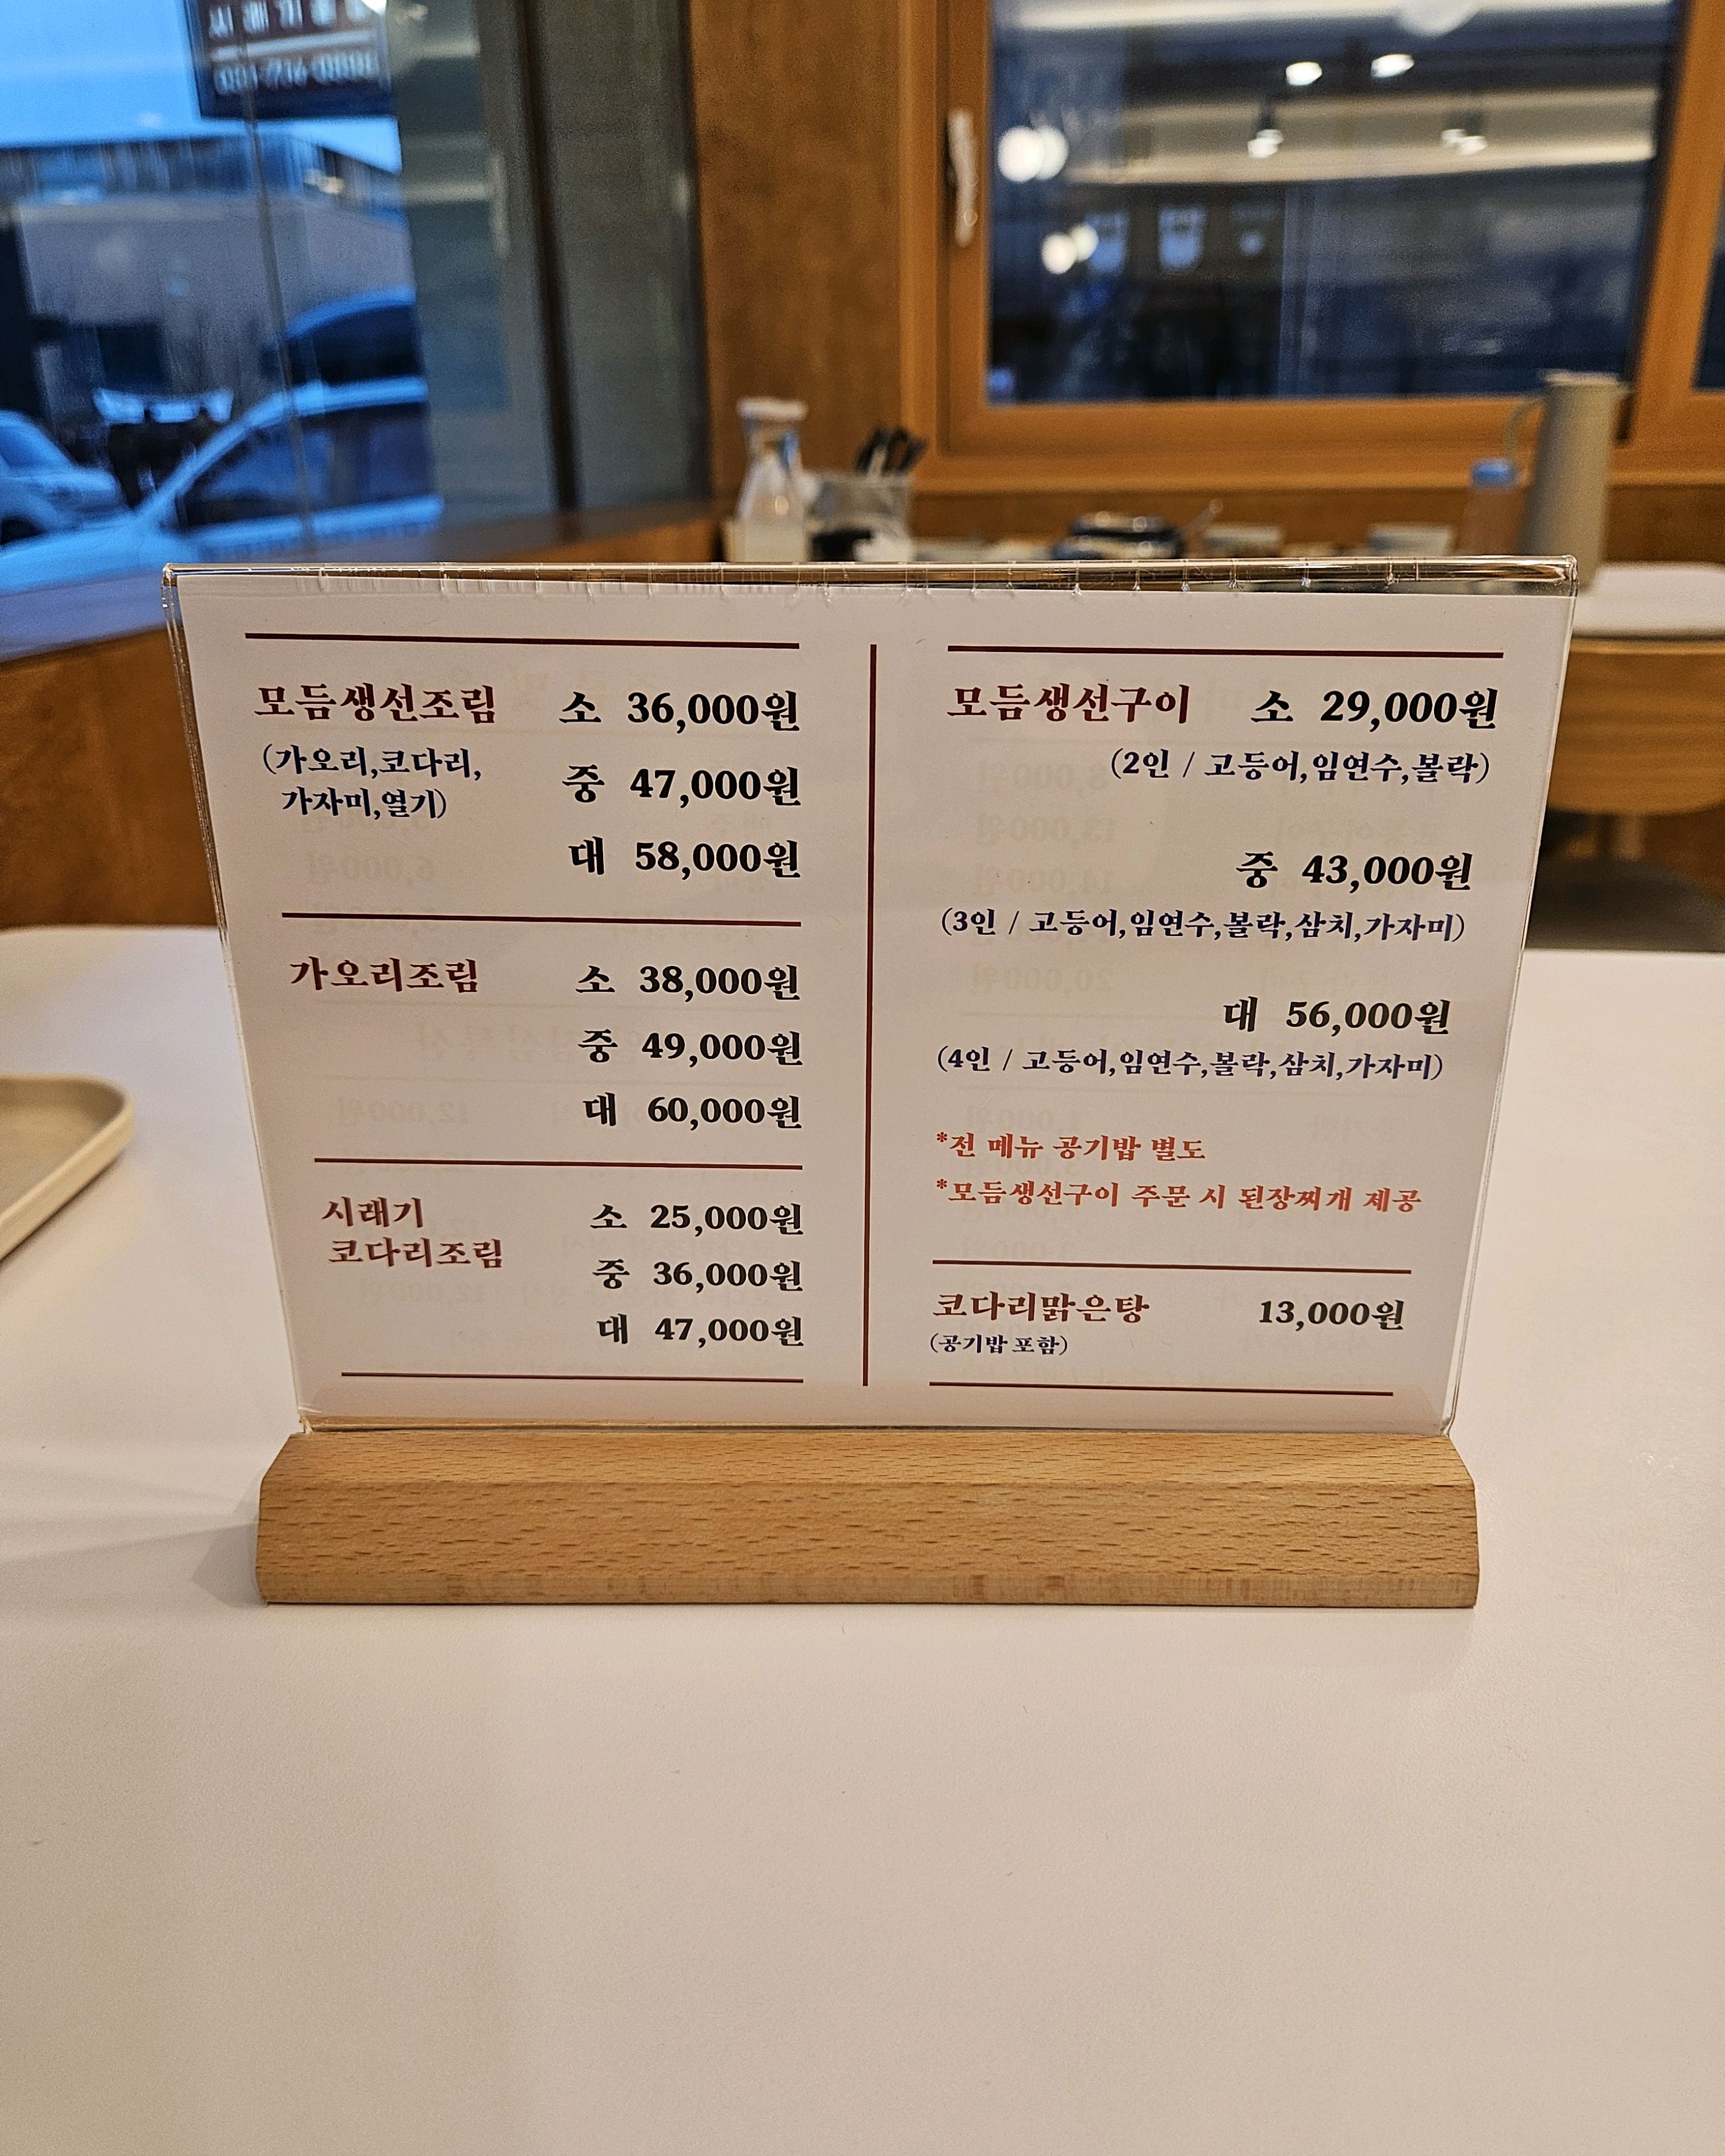 모듬생선조림 소 36,000원
(가오리,코다리,
가자미,열기)
중 47,000원
대 58,000원
가오리조림 소 38,000원
중 49,000원
대 60,000원
시래기
코다리조림
소 25,000원
중 36,000원
대 47,000원
모듬생선구이 소 29,000원
(2인 / 고등어,임연수,볼락)
중 43,000원
(3인 / 고등어,임연수,볼락,삼치,가자미)
대 56,000원
(4인 / 고등어,임연수,볼락,삼치,가자미)
*전 메뉴 공기밥 별도
*모듬생선구이 주문 시 된장찌개 제공
코다리맑은탕 13,000원
(공기밥 포함)